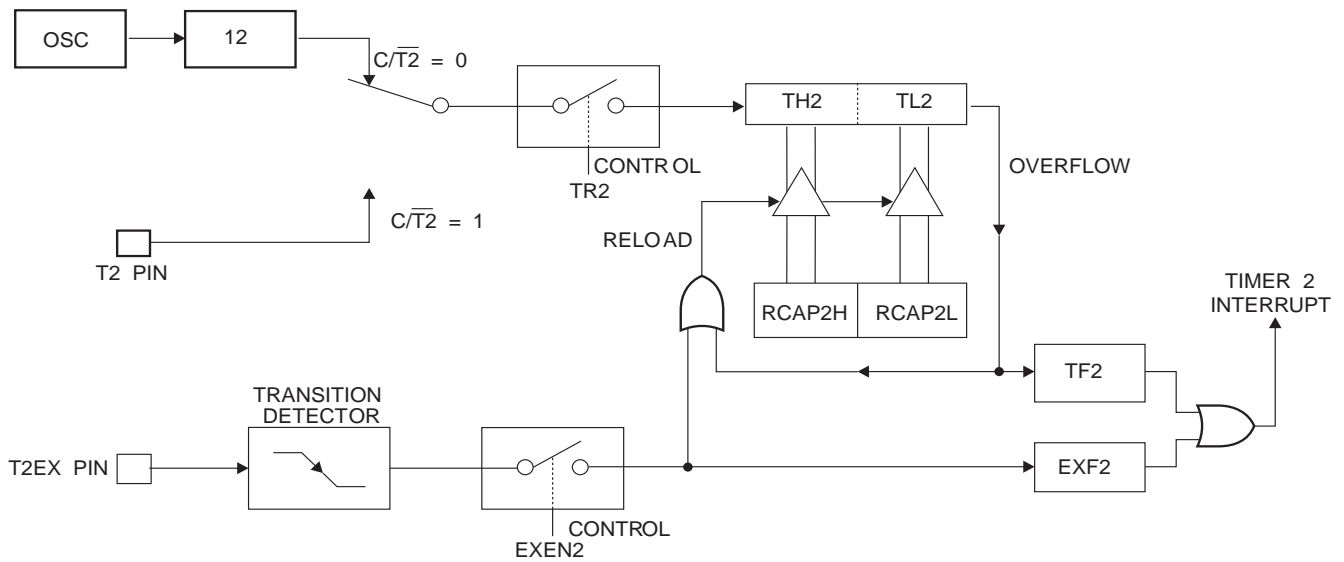 OSC
12
C/T2 = 0
TH2
TL2
CONTROL
TR2
OVERFLOW
C/T2 = 1
T2 PIN
RELOAD
RCAP2H
RCAP2L
TIMER 2
INTERRUPT
TF2
TRANSITION
DETECTOR
T2EX PIN
EXF2
CONTROL
EXEN2